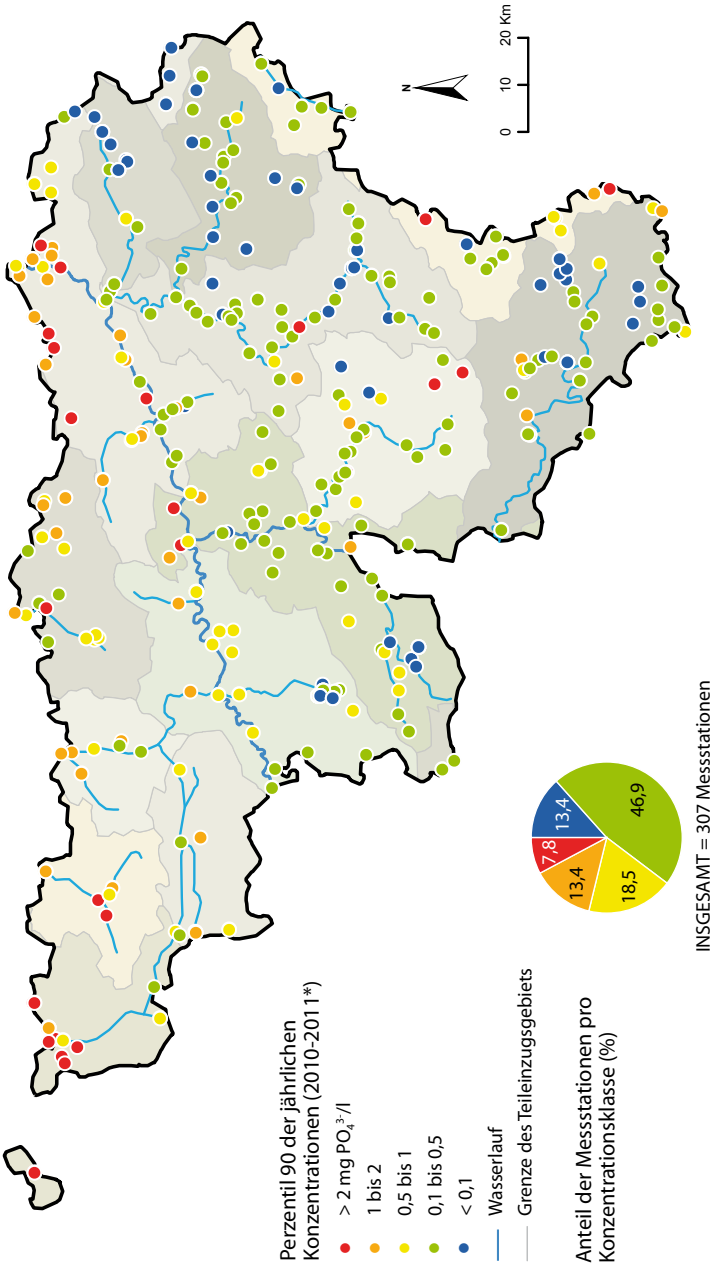 Perzentil 90 der jährlichen
Konzentrationen (2010-2011*)
> 2 mg PO₄³⁻/l
1 bis 2
0,5 bis 1
0,1 bis 0,5
< 0,1
Wasserlauf
Grenze des Teileinzugsgebiets
Anteil der Messstationen pro
Konzentrationsklasse (%)
7,8
13,4
13,4
18,5
46,9
INSGESAMT = 307 Messstationen
N
0 10 20 Km